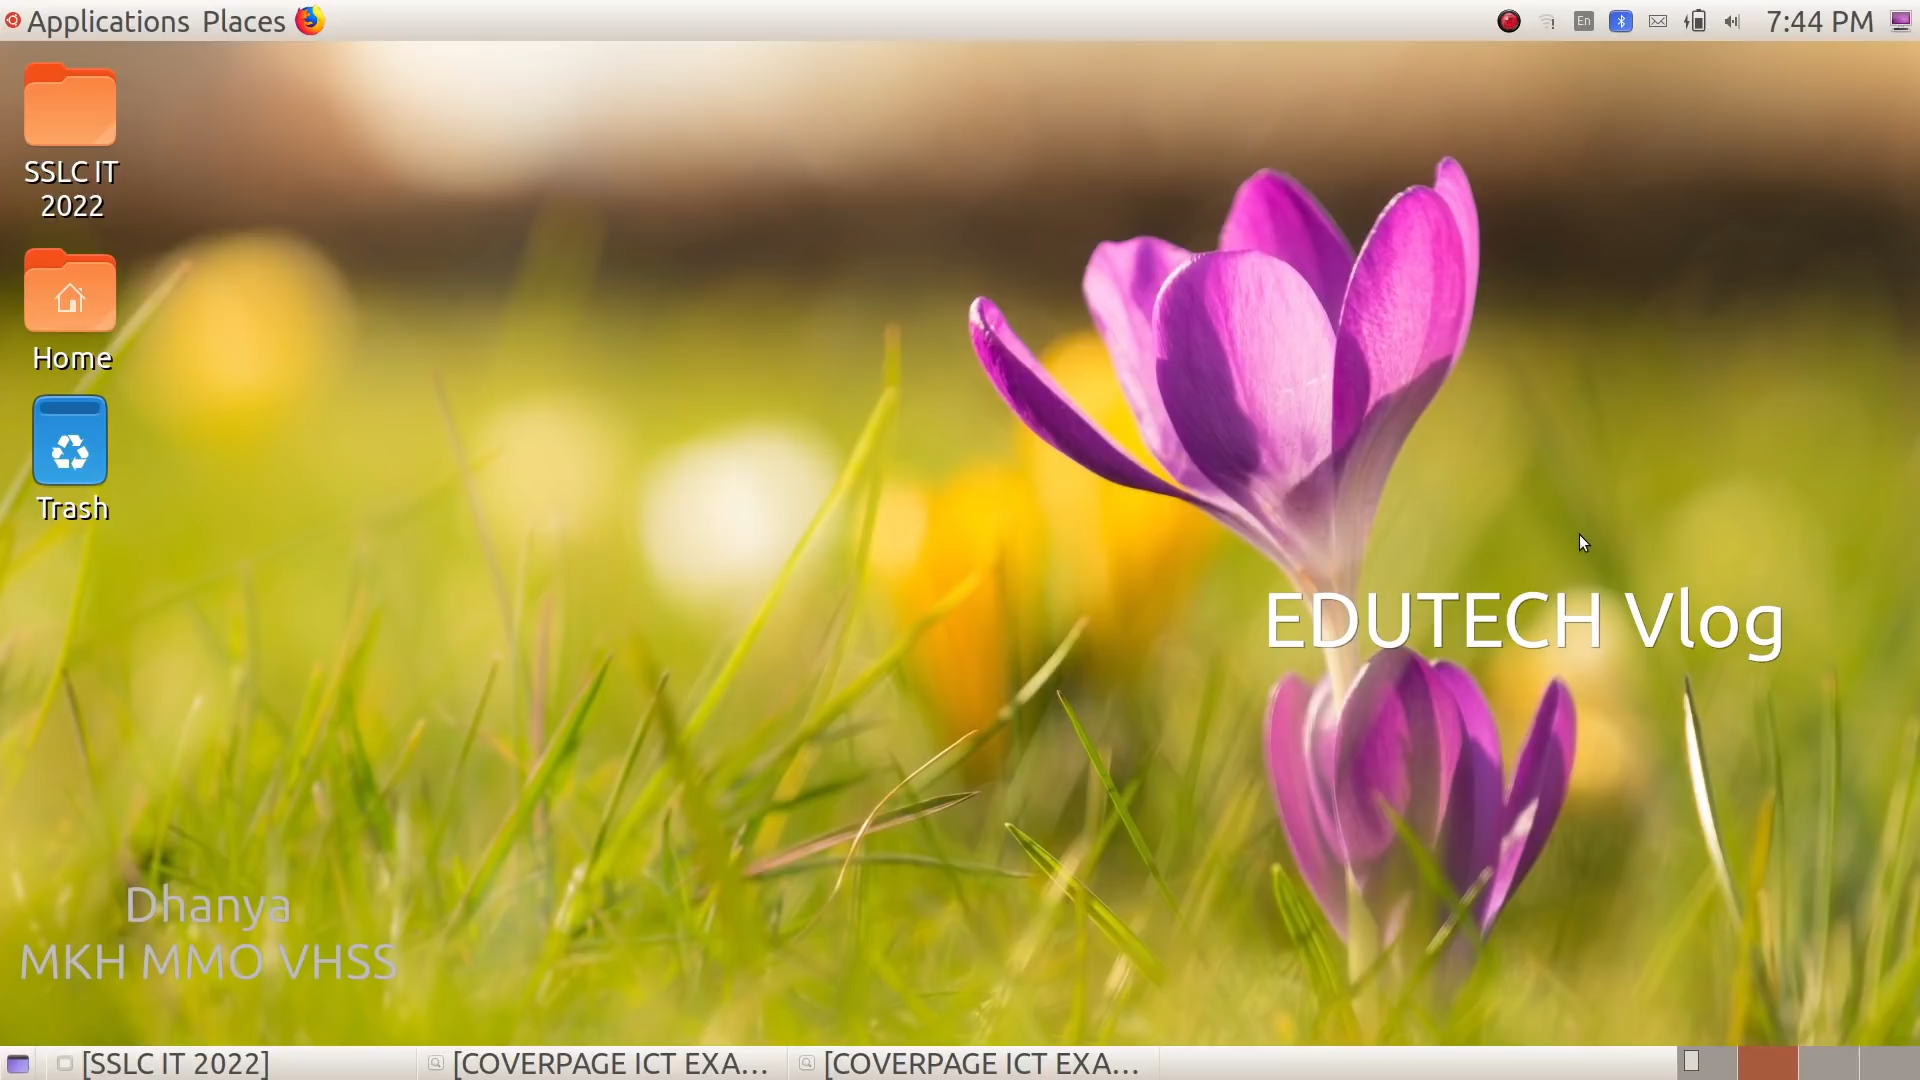 Applications Places
En
7:44 PM
SSLC IT
2022
Home
Trash
EDUTECH Vlog
Dhanya
MKH MMO VHSS
[SSLC IT 2022]
[COVERPAGE ICT EXA...
[COVERPAGE ICT EXA...